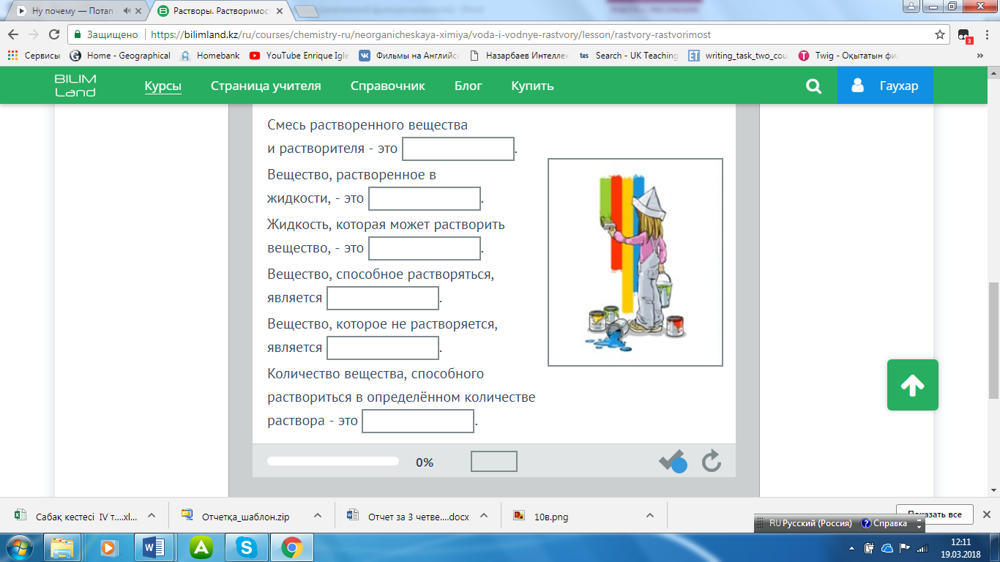 Ну почему — Потап
Растворы. Растворимос
Защищено
https://bilimland.kz/ru/courses/chemistry-ru/neorganicheskaya-ximiya/voda-i-vodnye-rastvory/lesson/rastvory-rastvorimost
3
Сервисы
Home - Geographical
Homebank
YouTube Enrique Igle
Фильмы на Английс
Назарбаев Интеллек
tes Search - UK Teaching
ET writing_task_two_cou
T Twig - Оқытатын фи
»
BILIM Land
Курсы
Страница учителя
Справочник
Блог
Купить
Гаухар
Смесь растворенного вещества
и растворителя - это .
Вещество, растворенное в
жидкости, - это .
Жидкость, которая может растворить
вещество, - это .
Вещество, способное растворяться,
является .
Вещество, которое не растворяется,
является .
Количество вещества, способного
раствориться в определённом количестве
раствора - это .
0%
Сабақ кестесі IV т....xl...
Отчетқа_шаблон.zip
Отчет за 3 четве....docx
10в.png
Показать все
RU Русский (Россия)
Справка
12:11
19.03.2018